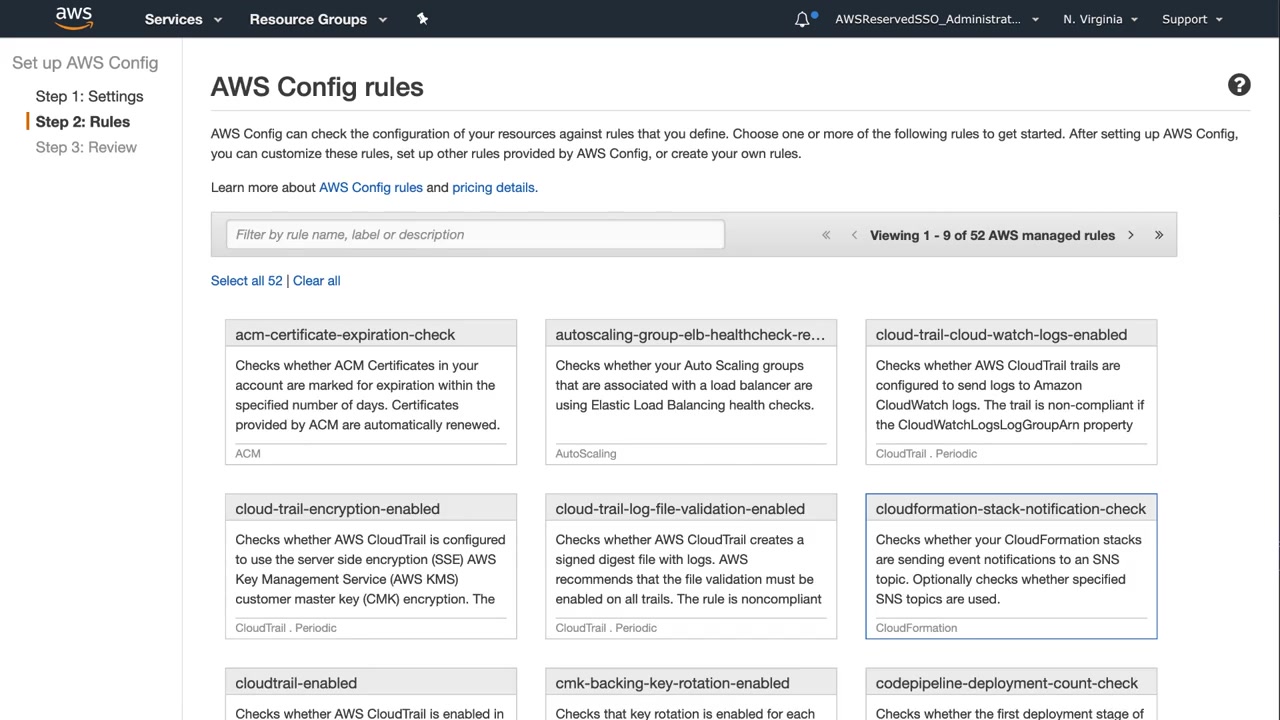 aws
Services
Resource Groups
AWSReservedSSO_Administrat...
N. Virginia
Support
Set up AWS Config
Step 1: Settings
Step 2: Rules
Step 3: Review
AWS Config rules
?
AWS Config can check the configuration of your resources against rules that you define. Choose one or more of the following rules to get started. After setting up AWS Config,
you can customize these rules, set up other rules provided by AWS Config, or create your own rules.
Learn more about AWS Config rules and pricing details.
Filter by rule name, label or description
« ‹ Viewing 1 - 9 of 52 AWS managed rules › »
Select all 52 | Clear all
acm-certificate-expiration-check
Checks whether ACM Certificates in your
account are marked for expiration within the
specified number of days. Certificates
provided by ACM are automatically renewed.
ACM
autoscaling-group-elb-healthcheck-re...
Checks whether your Auto Scaling groups
that are associated with a load balancer are
using Elastic Load Balancing health checks.
AutoScaling
cloud-trail-cloud-watch-logs-enabled
Checks whether AWS CloudTrail trails are
configured to send logs to Amazon
CloudWatch logs. The trail is non-compliant if
the CloudWatchLogsLogGroupArn property
CloudTrail . Periodic
cloud-trail-encryption-enabled
Checks whether AWS CloudTrail is configured
to use the server side encryption (SSE) AWS
Key Management Service (AWS KMS)
customer master key (CMK) encryption. The
CloudTrail . Periodic
cloud-trail-log-file-validation-enabled
Checks whether AWS CloudTrail creates a
signed digest file with logs. AWS
recommends that the file validation must be
enabled on all trails. The rule is noncompliant
CloudTrail . Periodic
cloudformation-stack-notification-check
Checks whether your CloudFormation stacks
are sending event notifications to an SNS
topic. Optionally checks whether specified
SNS topics are used.
CloudFormation
cloudtrail-enabled
Checks whether AWS CloudTrail is enabled in
cmk-backing-key-rotation-enabled
Checks that key rotation is enabled for each
codepipeline-deployment-count-check
Checks whether the first deployment stage of